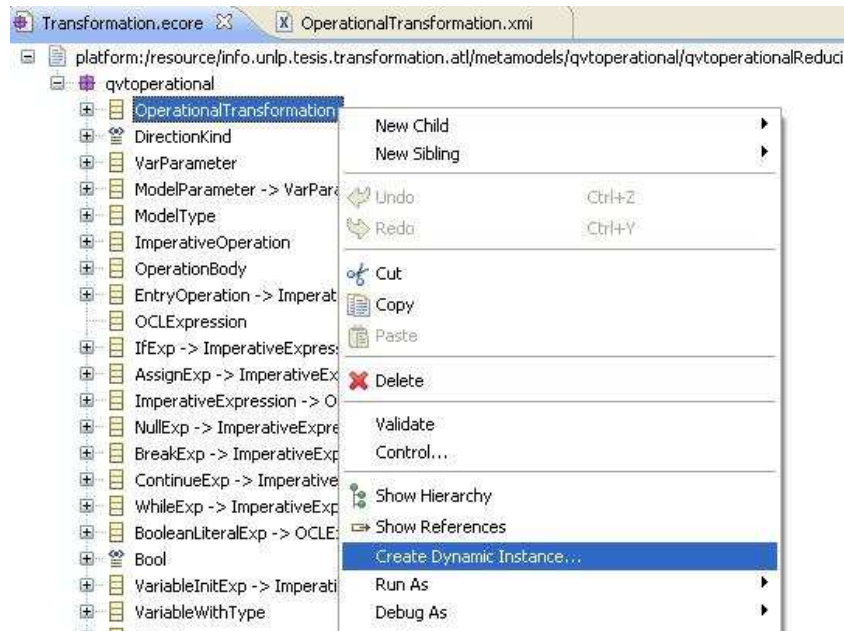 Transformation.ecore
OperationalTransformation.xmi
platform:/resource/info.unlp.tesis.transformation.atl/metamodels/qvtoperational/qvtoperationalReduci
qvtoperational
OperationalTransformation
DirectionKind
VarParameter
ModelParameter -> VarPara
ModelType
ImperativeOperation
OperationBody
EntryOperation -> Imperat
OCLExpression
IfExp -> ImperativeExpres
AssignExp -> ImperativeEx
ImperativeExpression -> O
NullExp -> ImperativeExpre
BreakExp -> ImperativeExp
ContinueExp -> Imperative
WhileExp -> ImperativeExp
BooleanLiteralExp -> OCLE
Bool
VariableInitExp -> Imperati
VariableWithType
New Child
New Sibling
Undo Ctrl+Z
Redo Ctrl+Y
Cut
Copy
Paste
Delete
Validate
Control...
Show Hierarchy
Show References
Create Dynamic Instance...
Run As
Debug As